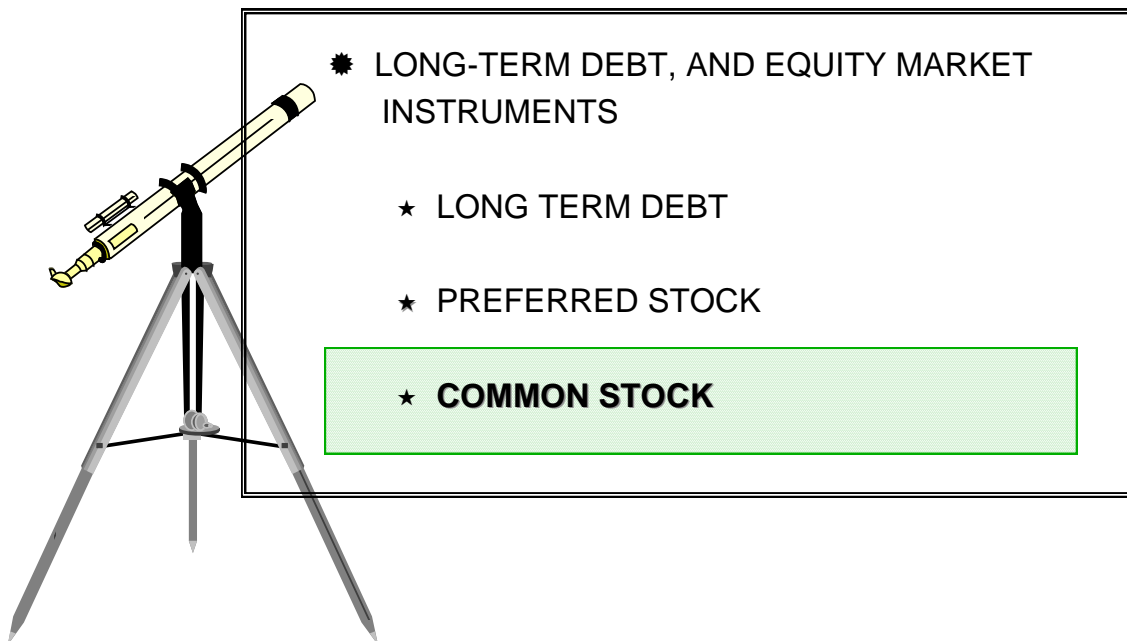 LONG-TERM DEBT, AND EQUITY MARKET
INSTRUMENTS
LONG TERM DEBT
PREFERRED STOCK
COMMON STOCK